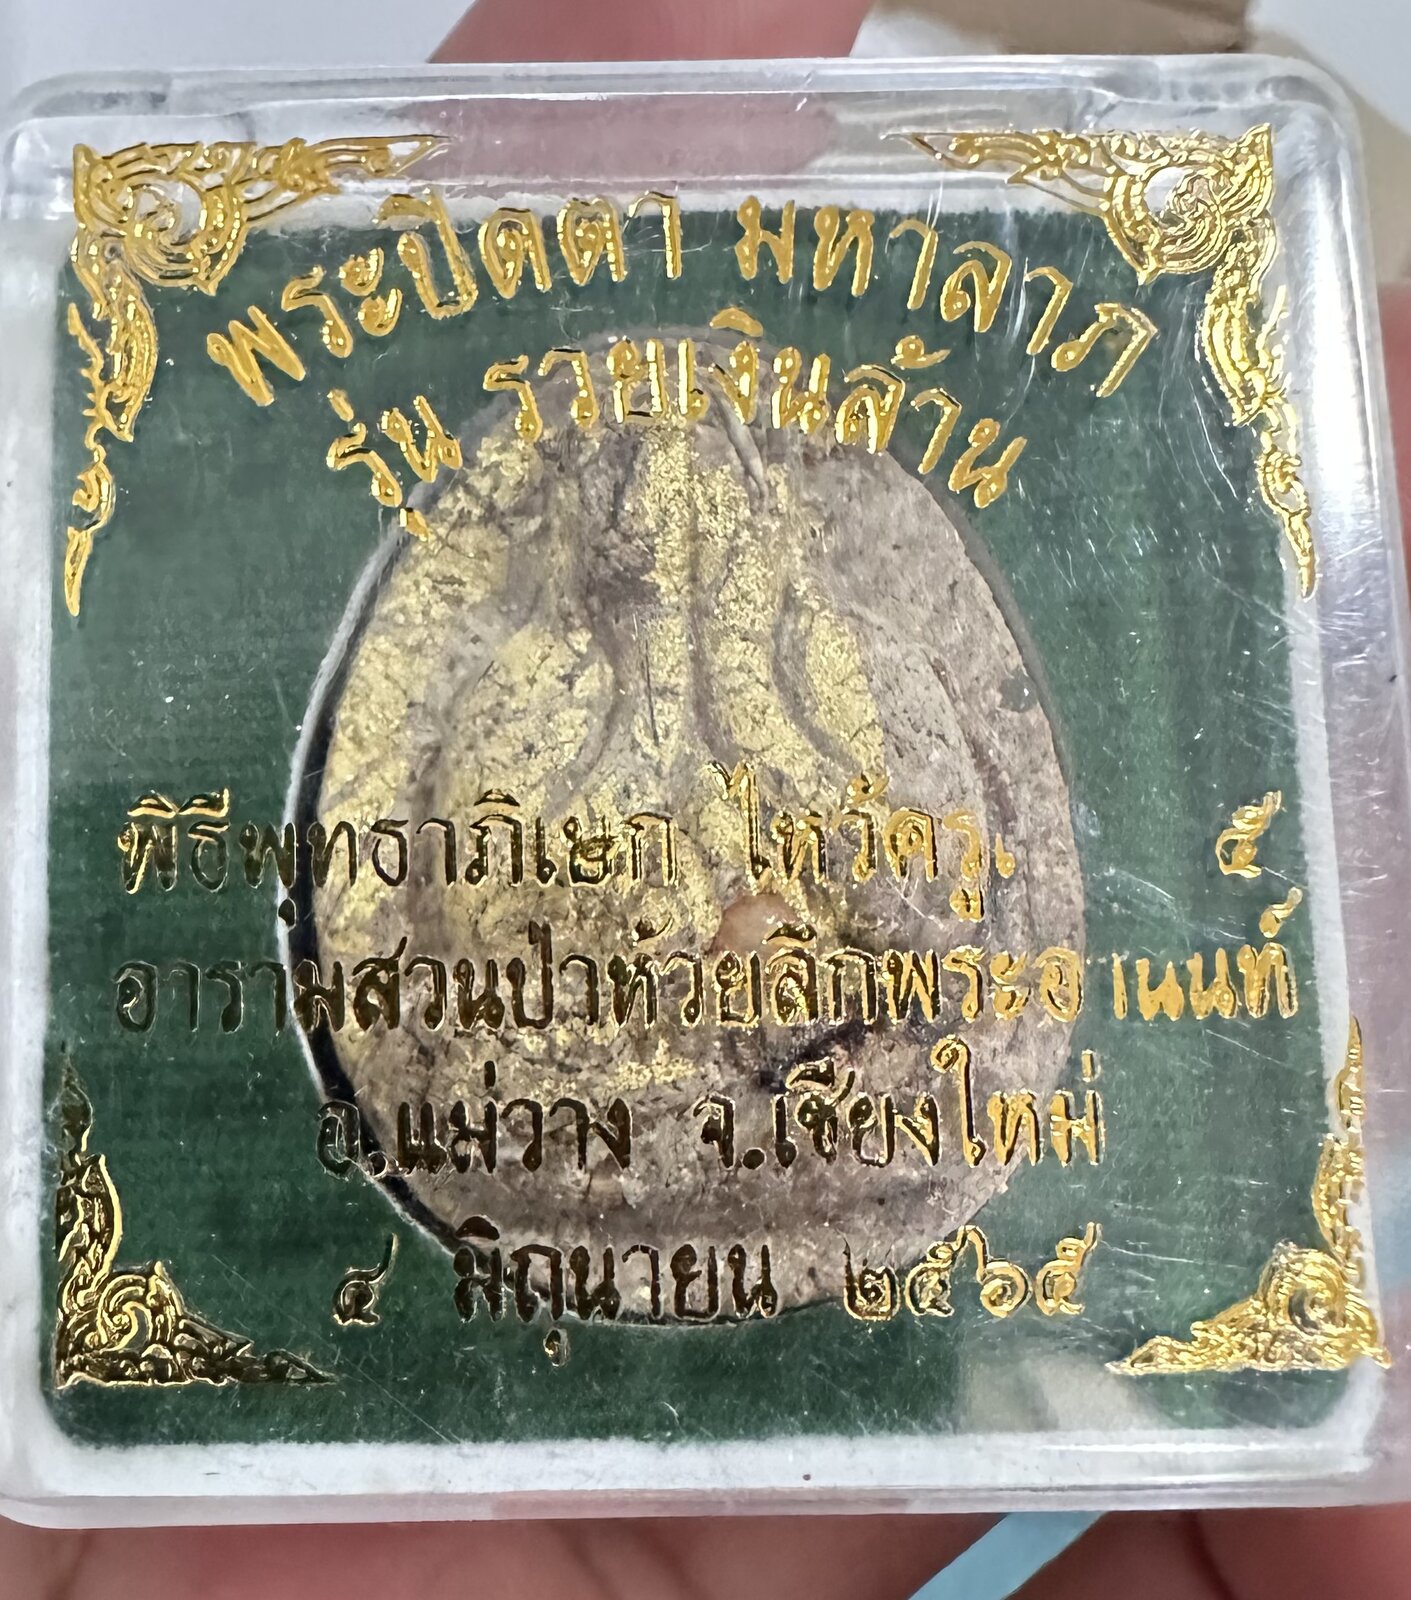 พระปิดตา มหาลาภ
รุ่น รวยเงินล้าน
พิธีพุทธาภิเษก ไหว้ครู ๕
อารามสวนป่าห้วยลึกพระอ านนท์
อ.แม่วาง จ.เชียงใหม่
๔ มิถุนายน ๒๕๖๕